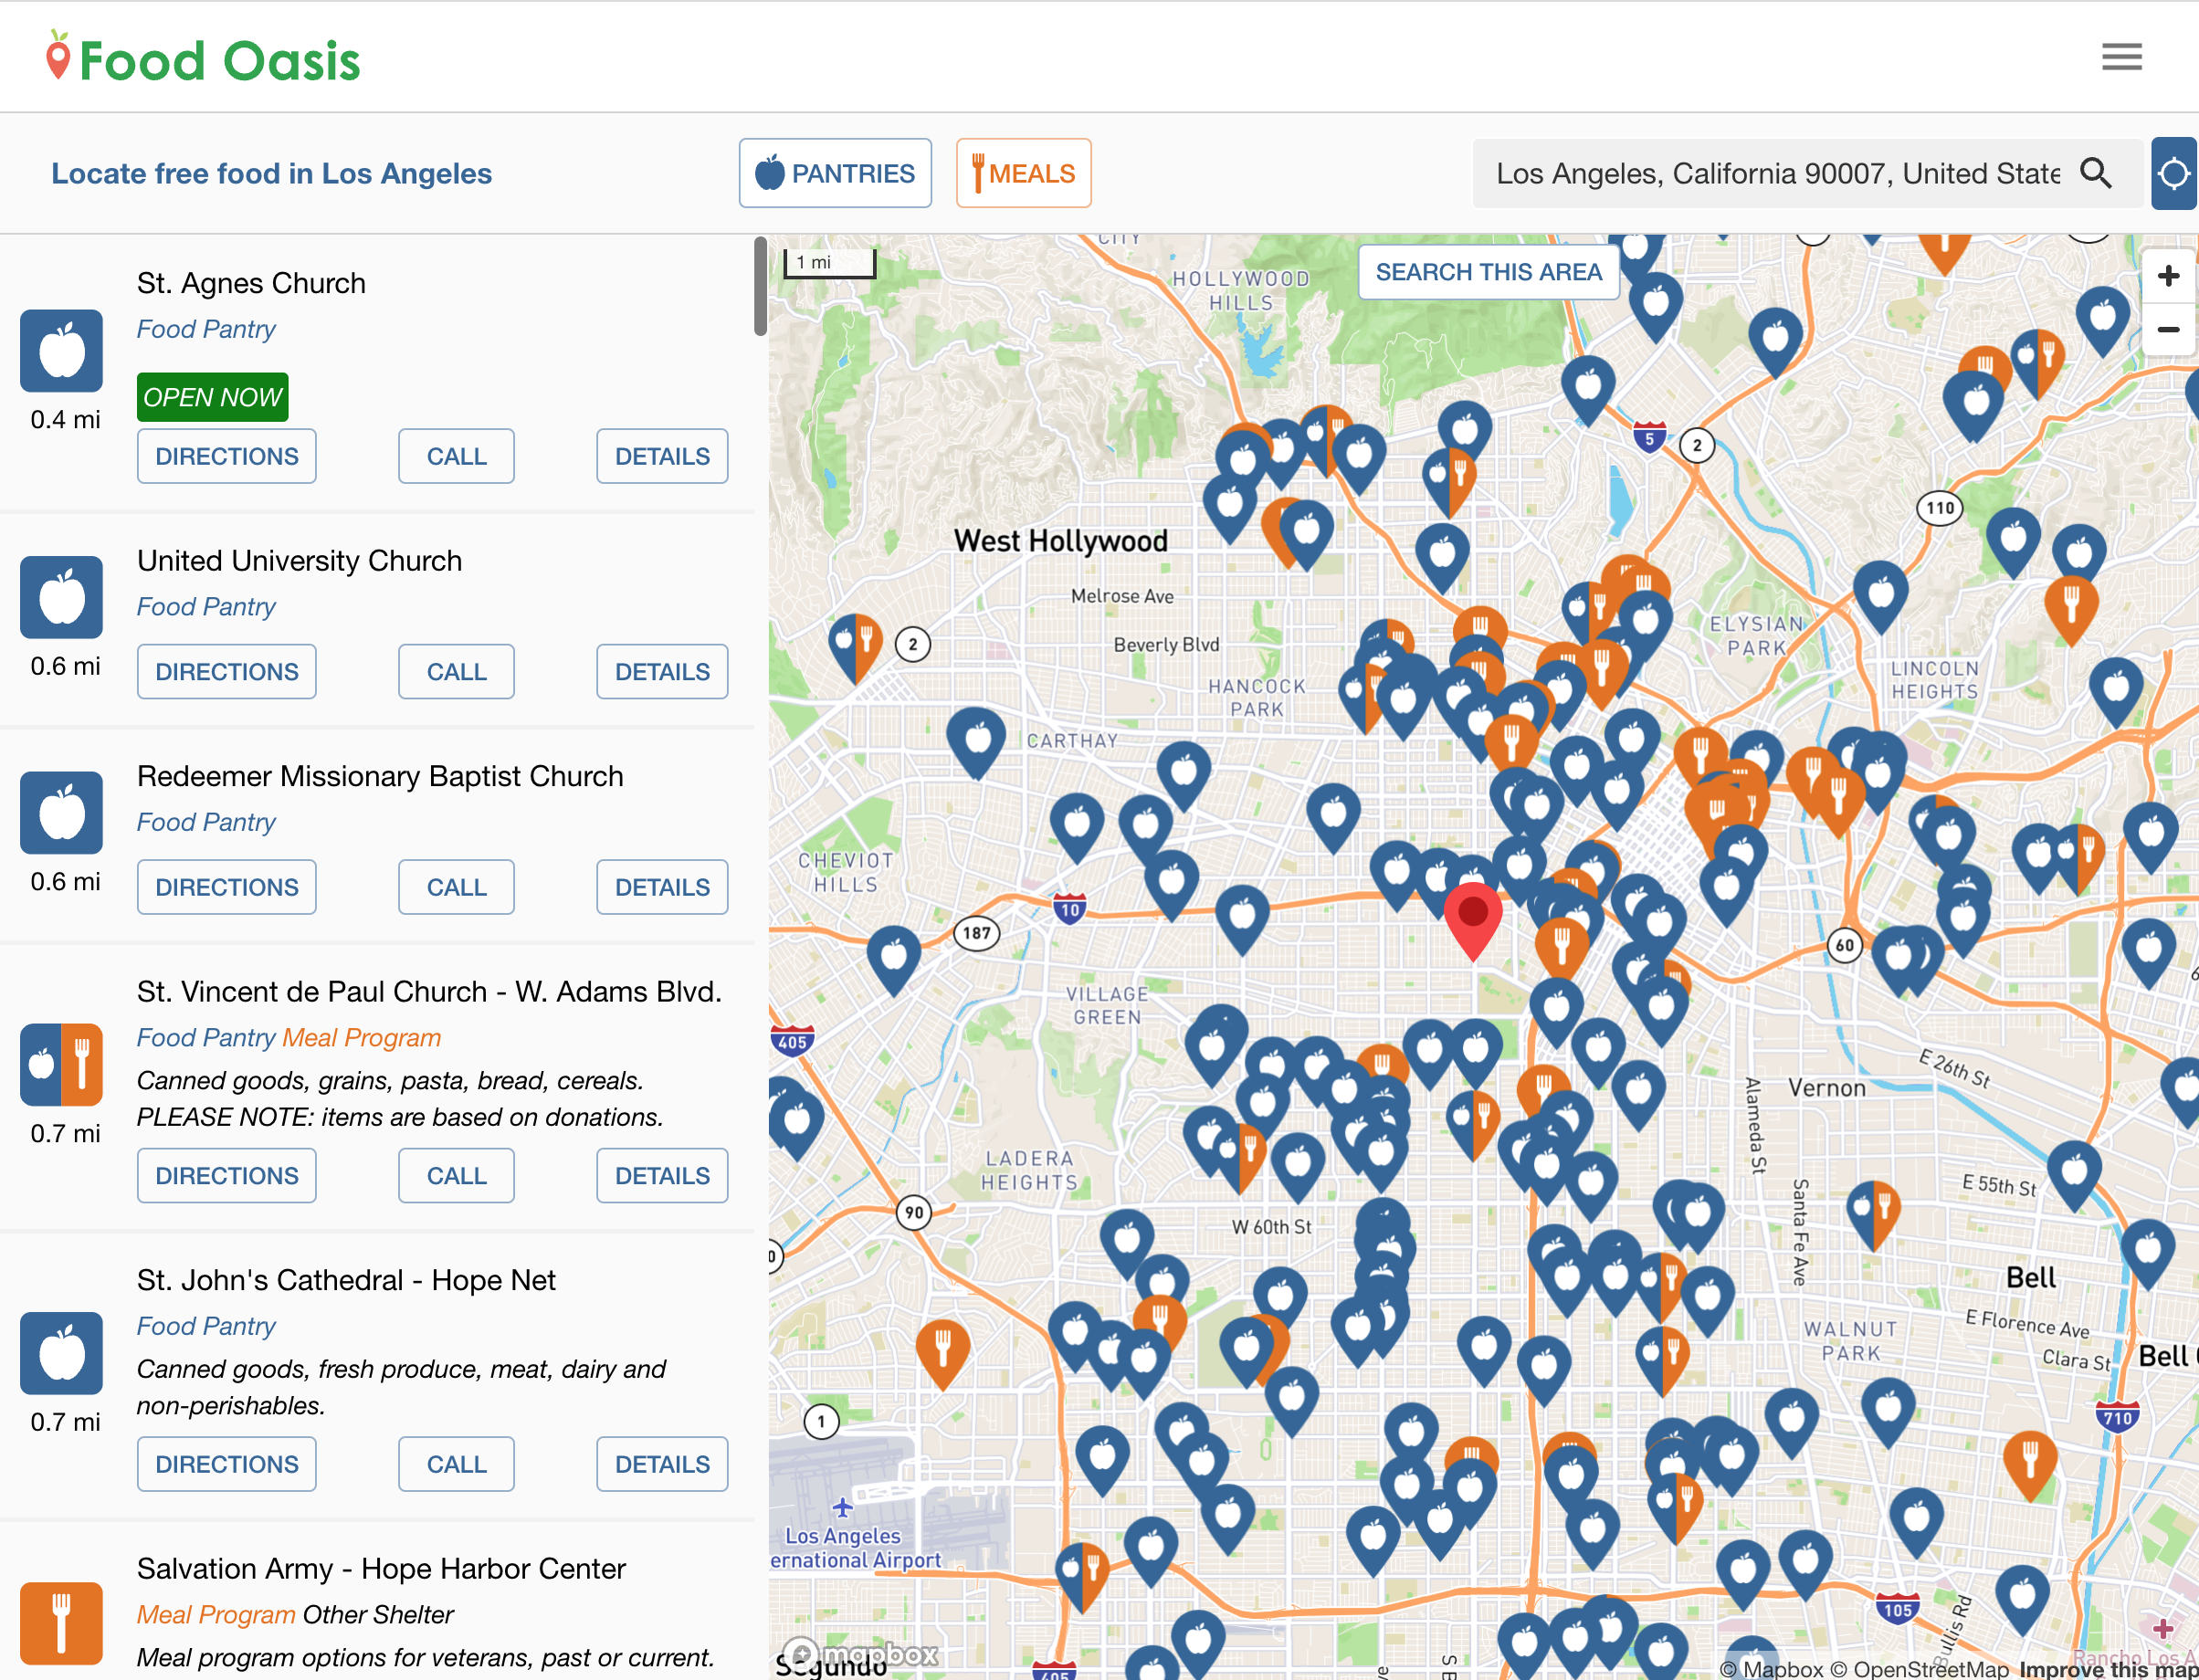 Food Oasis
Locate free food in Los Angeles
PANTRIES
MEALS
Los Angeles, California 90007, United State
St. Agnes Church
Food Pantry
OPEN NOW
0.4 mi
DIRECTIONS
CALL
DETAILS
United University Church
Food Pantry
0.6 mi
DIRECTIONS
CALL
DETAILS
Redeemer Missionary Baptist Church
Food Pantry
0.6 mi
DIRECTIONS
CALL
DETAILS
St. Vincent de Paul Church - W. Adams Blvd.
Food Pantry Meal Program
Canned goods, grains, pasta, bread, cereals.
PLEASE NOTE: items are based on donations.
0.7 mi
DIRECTIONS
CALL
DETAILS
St. John's Cathedral - Hope Net
Food Pantry
Canned goods, fresh produce, meat, dairy and
non-perishables.
0.7 mi
DIRECTIONS
CALL
DETAILS
Salvation Army - Hope Harbor Center
Meal Program Other Shelter
Meal program options for veterans, past or current.
1 mi
CITY
HOLLYWOOD
HILLS
SEARCH THIS AREA
+
−
5
2
110
West Hollywood
Melrose Ave
Beverly Blvd
2
ELYSIAN
PARK
LINCOLN
HEIGHTS
HANCOCK
PARK
CARTHAY
CHEVIOT
HILLS
10
187
60
VILLAGE
GREEN
405
E 26th St
Vernon
Alameda St
LADERA
HEIGHTS
E 55th St
Santa Fe Ave
90
W 60th St
Bell
E Florence Ave
WALNUT
PARK
Clara St
Bell
1
710
Los Angeles
ernational Airport
105
Bullis Rd
mapbox
Segundo
405
Rancho Los A
© Mapbox © OpenStreetMap Improve this map